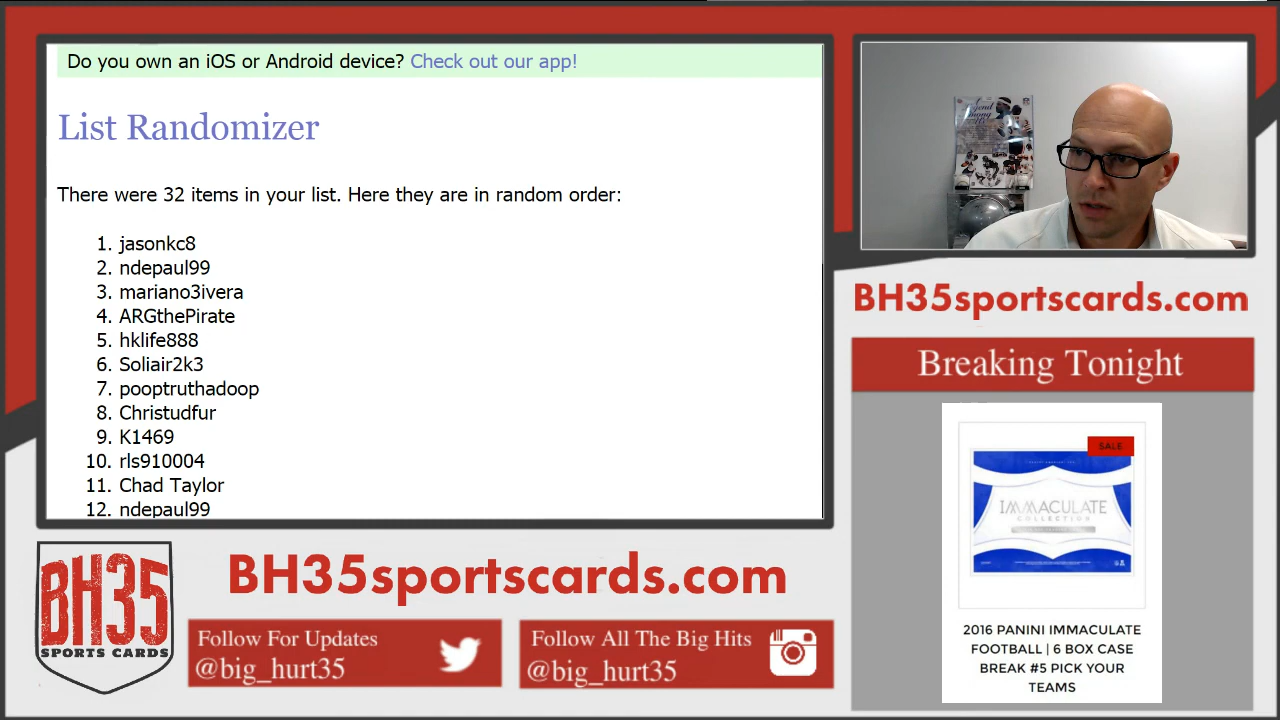 Do you own an iOS or Android device? Check out our app!
List Randomizer
There were 32 items in your list. Here they are in random order:
1. jasonkc8
2. ndepaul99
3. mariano3ivera
4. ARGthePirate
5. hklife888
6. Soliair2k3
7. pooptruthadoop
8. Christudfur
9. K1469
10. rls910004
11. Chad Taylor
12. ndepaul99
BH35sportscards.com
Breaking Tonight
SALE
IMMACULATE
COLLECTION
2016 PANINI IMMACULATE
FOOTBALL | 6 BOX CASE
BREAK #5 PICK YOUR
TEAMS
BH35
SPORTS CARDS
BH35sportscards.com
Follow For Updates
@big_hurt35
Follow All The Big Hits
@big_hurt35